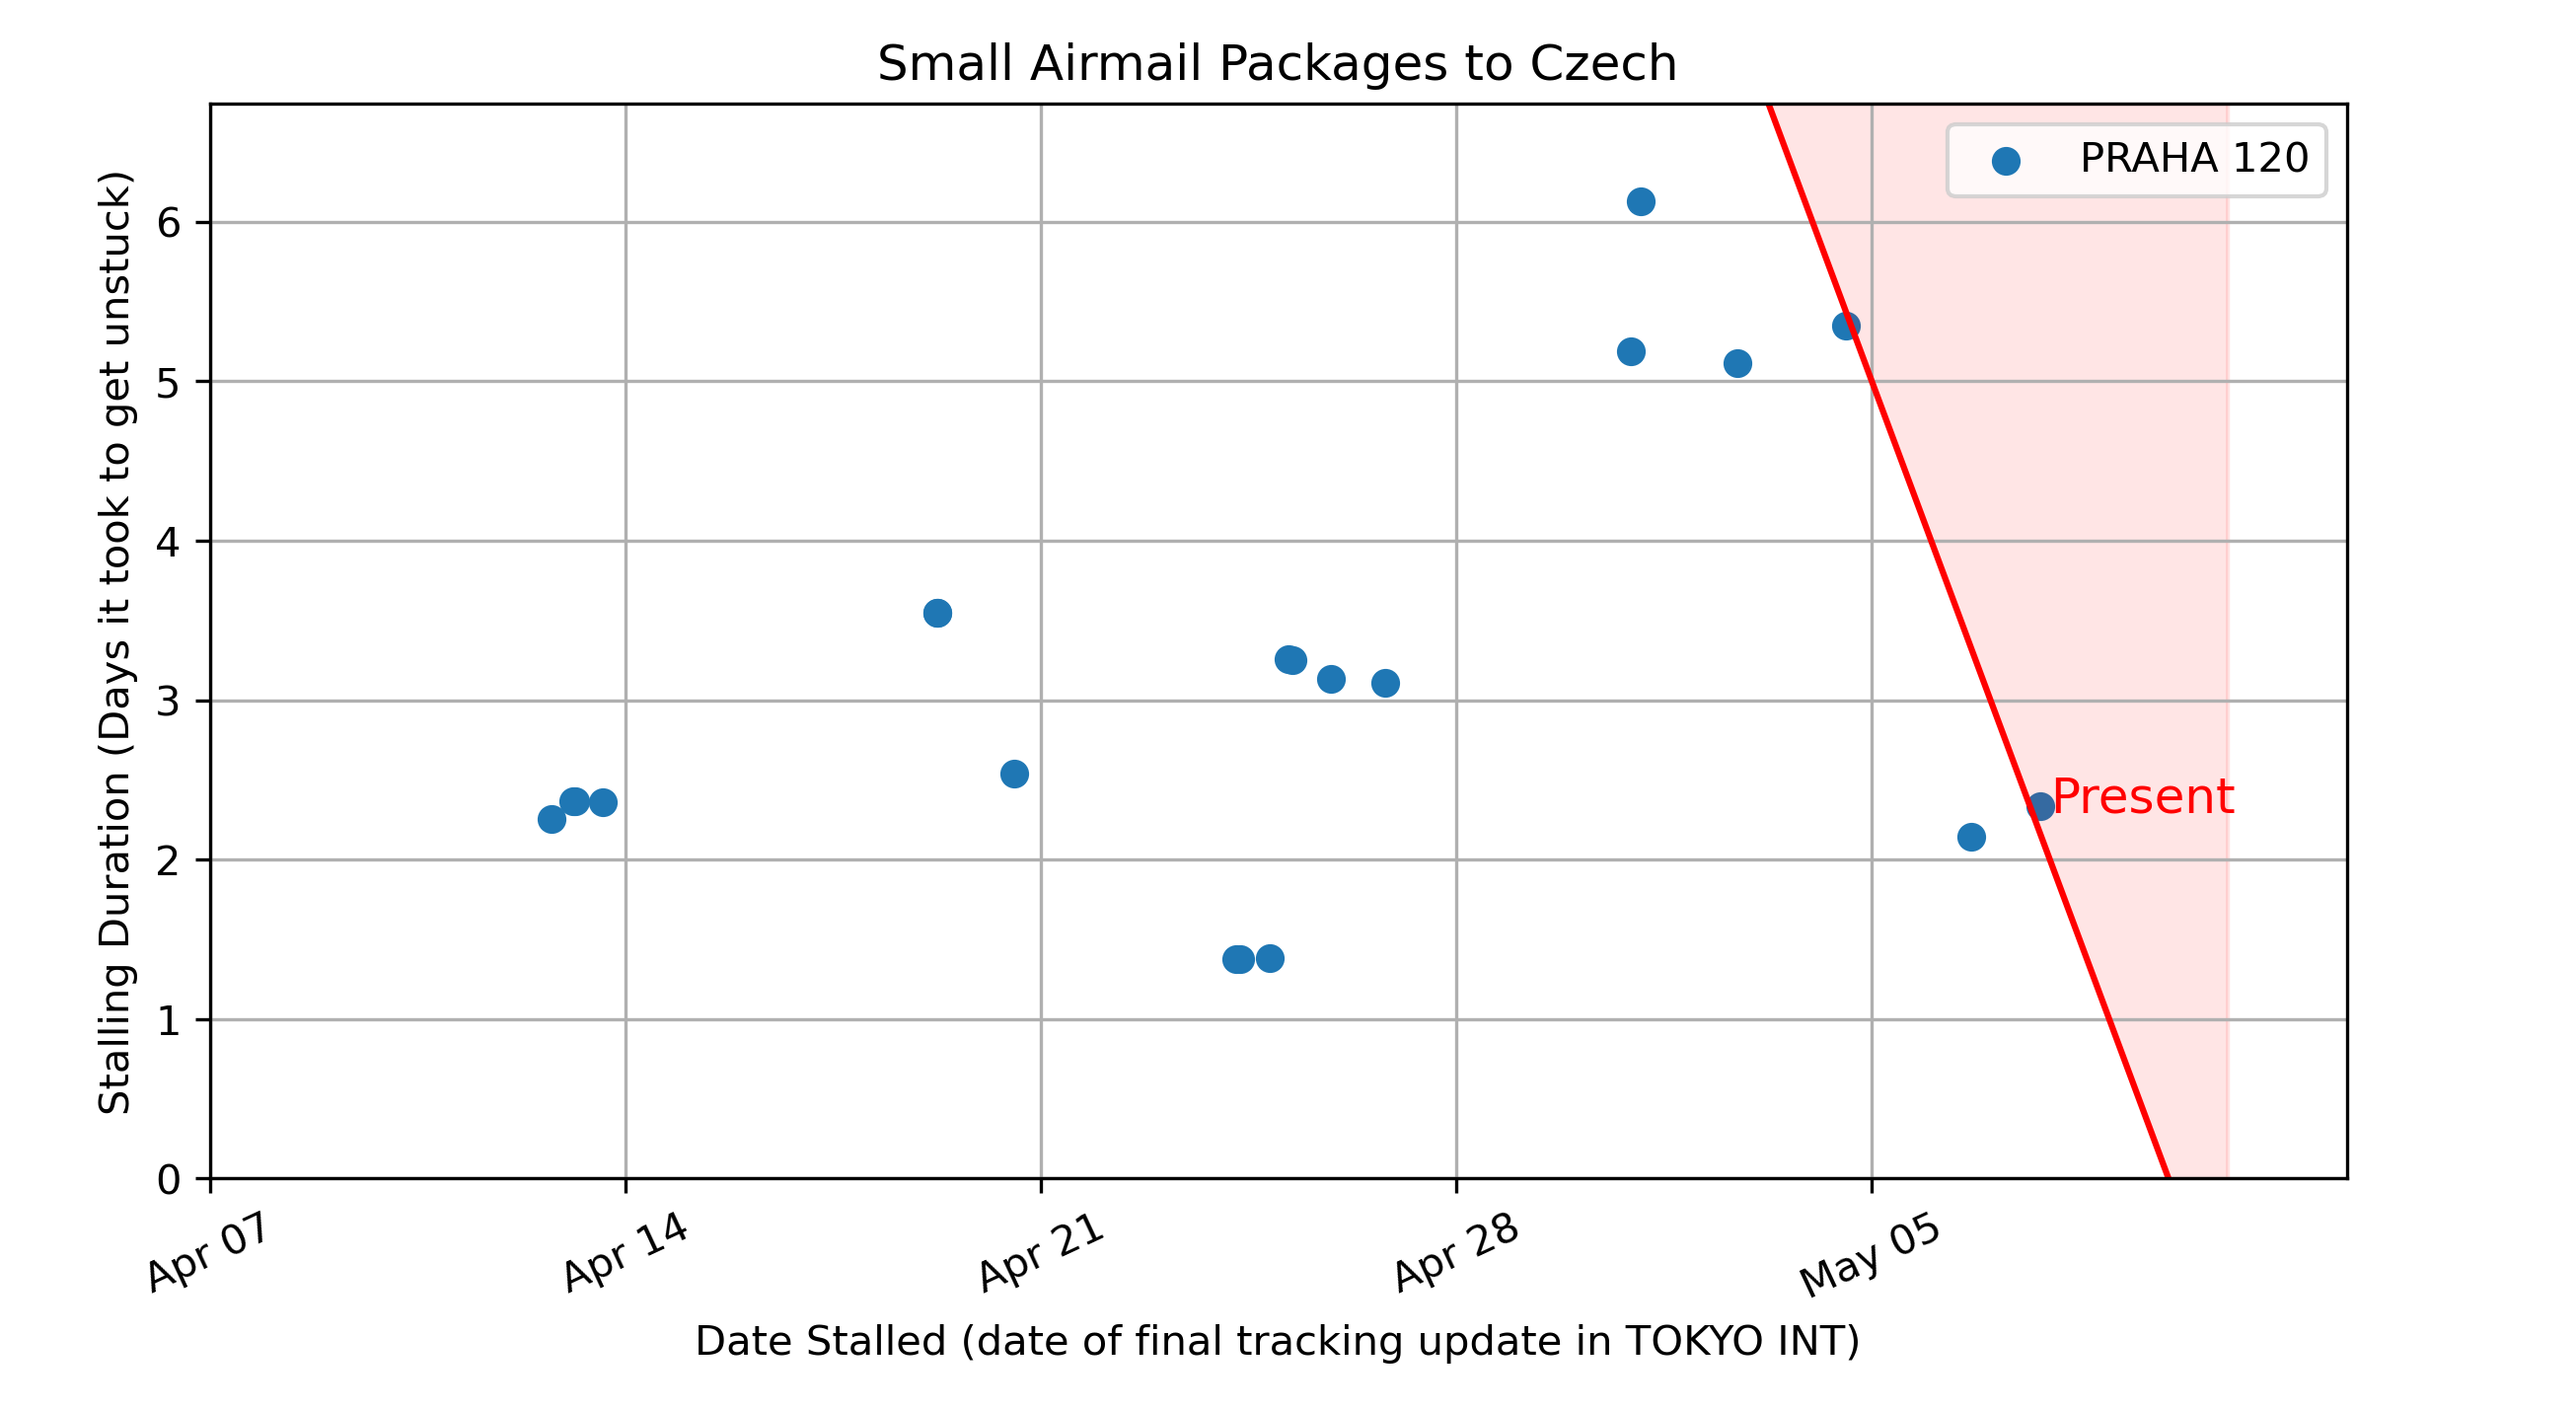 Small Airmail Packages to Czech
PRAHA 120
Stalling Duration (Days it took to get unstuck)
6
5
4
3
2
1
0
Present
Apr 07
Apr 14
Apr 21
Apr 28
May 05
Date Stalled (date of final tracking update in TOKYO INT)